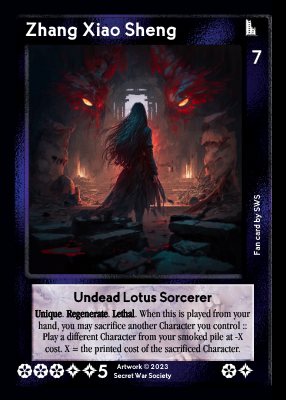 Zhang Xiao Sheng
7
Fan card by SWS
Undead Lotus Sorcerer
Unique. Regenerate. Lethal. When this is played from your
hand, you may sacrifice another Character you control ::
Play a different Character from your smoked pile at -X
cost. X = the printed cost of the sacrificed Character.
5
Artwork © 2023
Secret War Society